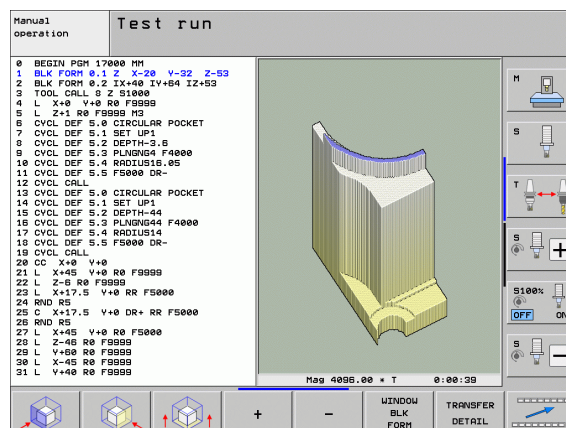 Manual
operation
Test run
0 BEGIN PGM 17000 MM
1 BLK FORM 0.1 Z X-20 Y-32 Z-53
2 BLK FORM 0.2 IX+40 IY+64 IZ+53
3 TOOL CALL 8 Z S1000
4 L X+0 Y+0 R0 F9999
5 L Z+1 R0 F9999 M3
6 CYCL DEF 5.0 CIRCULAR POCKET
7 CYCL DEF 5.1 SET UP1
8 CYCL DEF 5.2 DEPTH-3.6
9 CYCL DEF 5.3 PLNGNG4 F4000
10 CYCL DEF 5.4 RADIUS16.05
11 CYCL DEF 5.5 F5000 DR-
12 CYCL CALL
13 CYCL DEF 5.0 CIRCULAR POCKET
14 CYCL DEF 5.1 SET UP1
15 CYCL DEF 5.2 DEPTH-44
16 CYCL DEF 5.3 PLNGNG44 F4000
17 CYCL DEF 5.4 RADIUS14
18 CYCL DEF 5.5 F5000 DR-
19 CYCL CALL
20 CC X+0 Y+0
21 L X+45 Y+0 R0 F9999
22 L Z-6 R0 F9999
23 L X+17.5 Y+0 RR F5000
24 RND R5
25 C X+17.5 Y+0 DR+ RR F5000
26 RND R5
27 L X+45 Y+0 R0 F5000
28 L Z-46 R0 F9999
29 L Y+60 R0 F9999
30 L X-45 R0 F9999
31 L Y+40 R0 F9999
Mag 4096.00 * T 0:00:39
M
S
T
S
+
S100%
OFF ON
S
−
+
−
WINDOW
BLK
FORM
TRANSFER
DETAIL